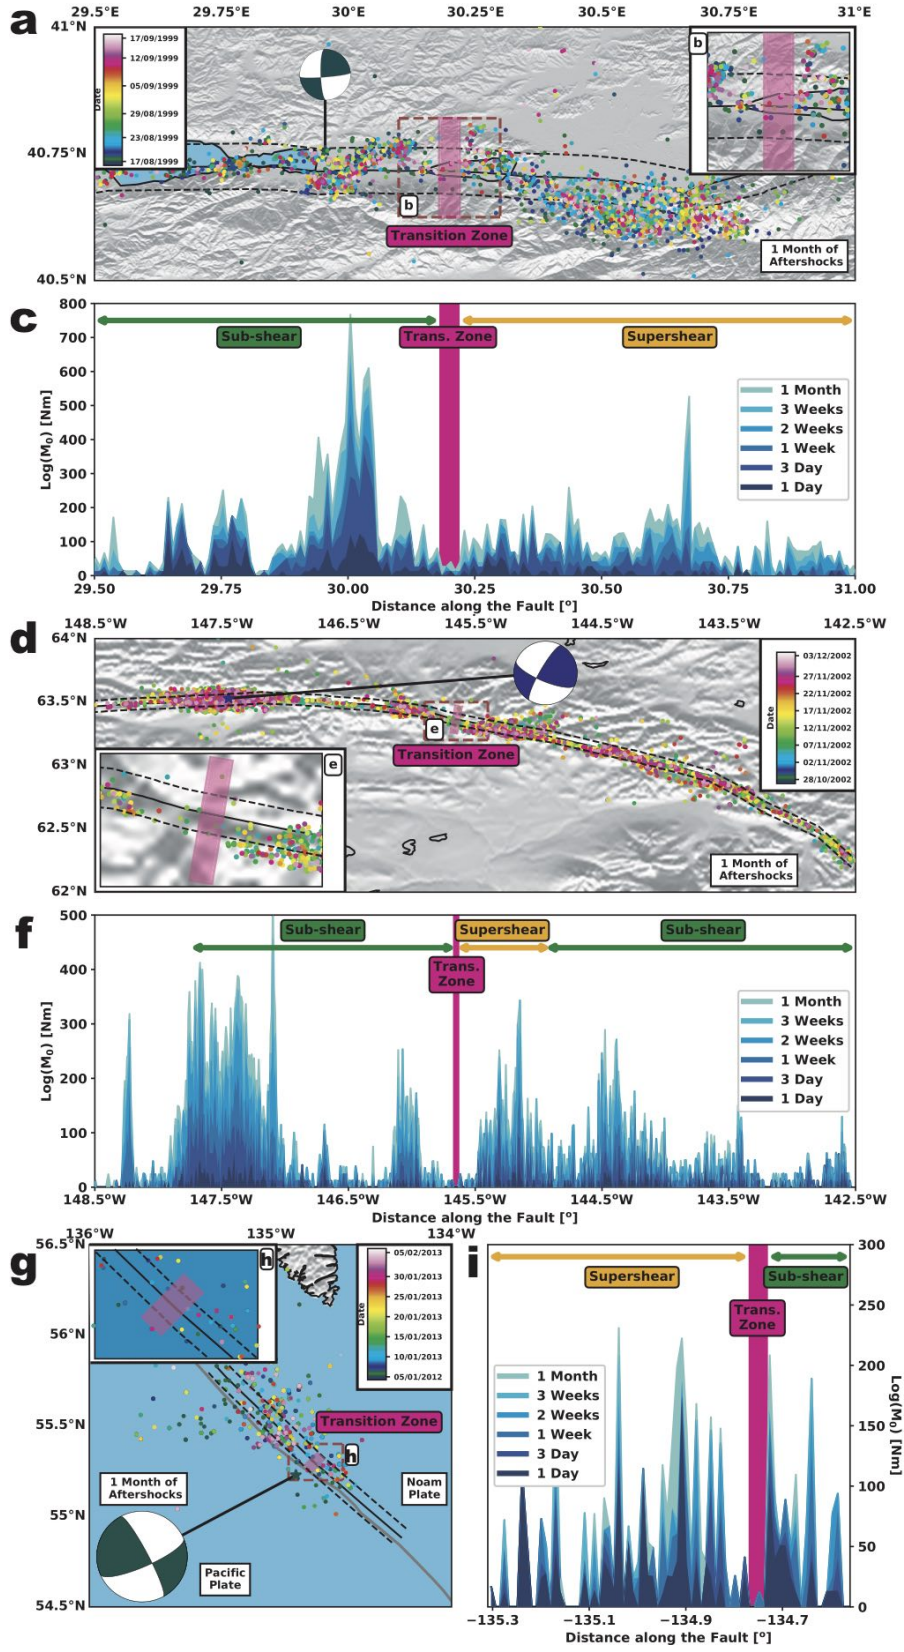 a
29.5°E 29.75°E 30°E 30.25°E 30.5°E 30.75°E 31°E
41°N
40.75°N
40.5°N
17/09/1999
12/09/1999
05/09/1999
29/08/1999
23/08/1999
17/08/1999
Date
b
b
Transition Zone
1 Month of
Aftershocks
c
800
700
600
500
400
300
200
100
0
Log(M₀) [Nm]
Sub-shear
Trans. Zone
Supershear
1 Month
3 Weeks
2 Weeks
1 Week
3 Day
1 Day
29.50 29.75 30.00 30.25 30.50 30.75 31.00
Distance along the Fault [°]
d
148.5°W 147.5°W 146.5°W 145.5°W 144.5°W 143.5°W 142.5°W
64°N
63.5°N
63°N
62.5°N
62°N
03/12/2002
27/11/2002
22/11/2002
17/11/2002
12/11/2002
07/11/2002
02/11/2002
28/10/2002
Date
e
Transition Zone
e
1 Month of
Aftershocks
f
500
400
300
200
100
0
Log(M₀) [Nm]
Sub-shear
Supershear
Sub-shear
Trans.
Zone
1 Month
3 Weeks
2 Weeks
1 Week
3 Day
1 Day
148.5°W 147.5°W 146.5°W 145.5°W 144.5°W 143.5°W 142.5°W
Distance along the Fault [°]
g
136°W 135°W 134°W
56.5°N
56°N
55.5°N
55°N
54.5°N
h
05/02/2013
30/01/2013
25/01/2013
20/01/2013
15/01/2013
10/01/2013
05/01/2012
Date
Transition Zone
h
1 Month of
Aftershocks
Noam
Plate
Pacific
Plate
i
Supershear
Sub-shear
Trans.
Zone
1 Month
3 Weeks
2 Weeks
1 Week
3 Day
1 Day
300
250
200
150
100
50
0
Log(M₀) [Nm]
−135.3 −135.1 −134.9 −134.7
Distance along the Fault [°]